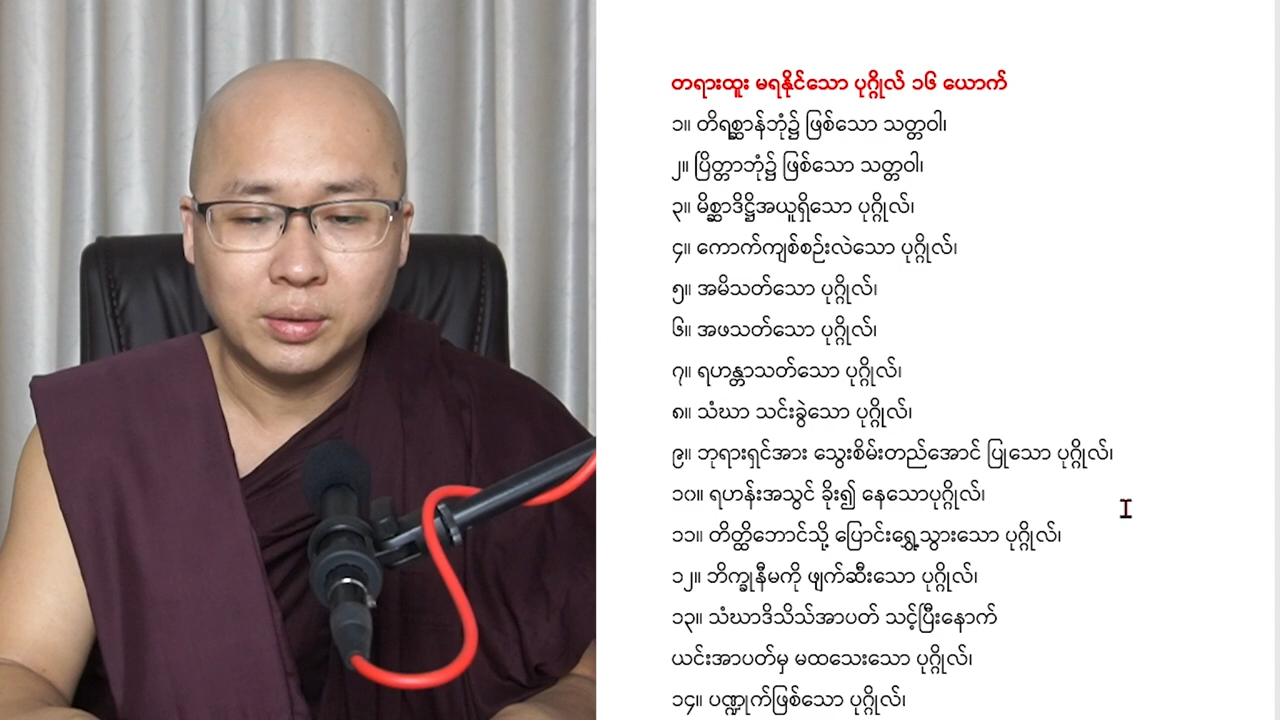 တရားထူး မရနိုင်သော ပုဂ္ဂိုလ် ၁၆ ယောက်
၁။ တိရစ္ဆာန်ဘုံ၌ ဖြစ်သော သတ္တဝါ၊
၂။ ပြိတ္တာဘုံ၌ ဖြစ်သော သတ္တဝါ၊
၃။ မိစ္ဆာဒိဋ္ဌိအယူရှိသော ပုဂ္ဂိုလ်၊
၄။ ကောက်ကျစ်စဉ်းလဲသော ပုဂ္ဂိုလ်၊
၅။ အမိသတ်သော ပုဂ္ဂိုလ်၊
၆။ အဖသတ်သော ပုဂ္ဂိုလ်၊
၇။ ရဟန္တာသတ်သော ပုဂ္ဂိုလ်၊
၈။ သံဃာ သင်းခွဲသော ပုဂ္ဂိုလ်၊
၉။ ဘုရားရှင်အား သွေးစိမ်းတည်အောင် ပြုသော ပုဂ္ဂိုလ်၊
၁၀။ ရဟန်းအသွင် ခိုး၍ နေသောပုဂ္ဂိုလ်၊
၁၁။ တိတ္ထိဘောင်သို့ ပြောင်းရွှေ့သွားသော ပုဂ္ဂိုလ်၊
၁၂။ ဘိက္ခုနီမကို ဖျက်ဆီးသော ပုဂ္ဂိုလ်၊
၁၃။ သံဃာဒိသိသ်အာပတ် သင့်ပြီးနောက်
ယင်းအာပတ်မှ မထသေးသော ပုဂ္ဂိုလ်၊
၁၄။ ပဏ္ဍုက်ဖြစ်သော ပုဂ္ဂိုလ်၊